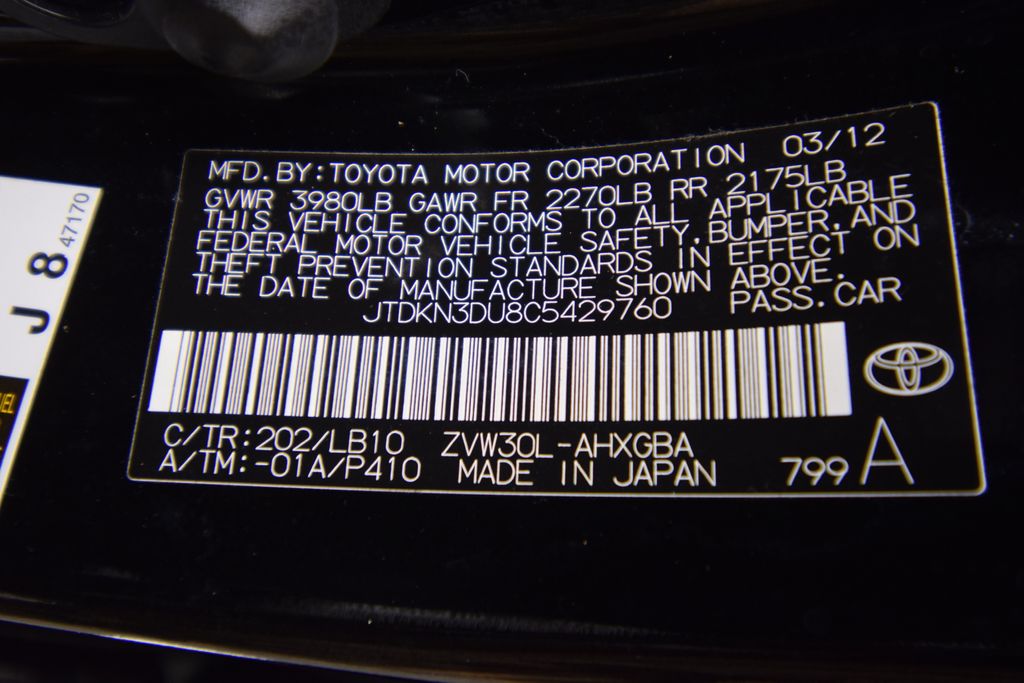 MFD.BY:TOYOTA MOTOR CORPORATION 03/12
GVWR 3980LB GAWR FR 2270LB RR 2175LB
THIS VEHICLE CONFORMS TO ALL APPLICABLE
FEDERAL MOTOR VEHICLE SAFETY,BUMPER,AND
THEFT PREVENTION STANDARDS IN EFFECT ON
THE DATE OF MANUFACTURE SHOWN ABOVE.
JTDKN3DU8C5429760 PASS.CAR
C/TR:202/LB10 ZVW30L-AHXGBA
A/TM:-01A/P410 MADE IN JAPAN 799 A
J 8 47170